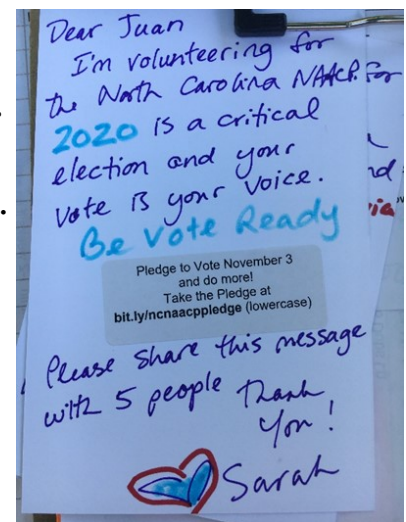 Dear Juan
I'm volunteering for
the North Carolina NAACP. For
2020 is a critical
election and your
Vote is your Voice.
Be Vote Ready
Pledge to Vote November 3
and do more!
Take the Pledge at
bit.ly/ncnaacppledge (lowercase)
Please share this message
with 5 people Thank
You!
Sarah